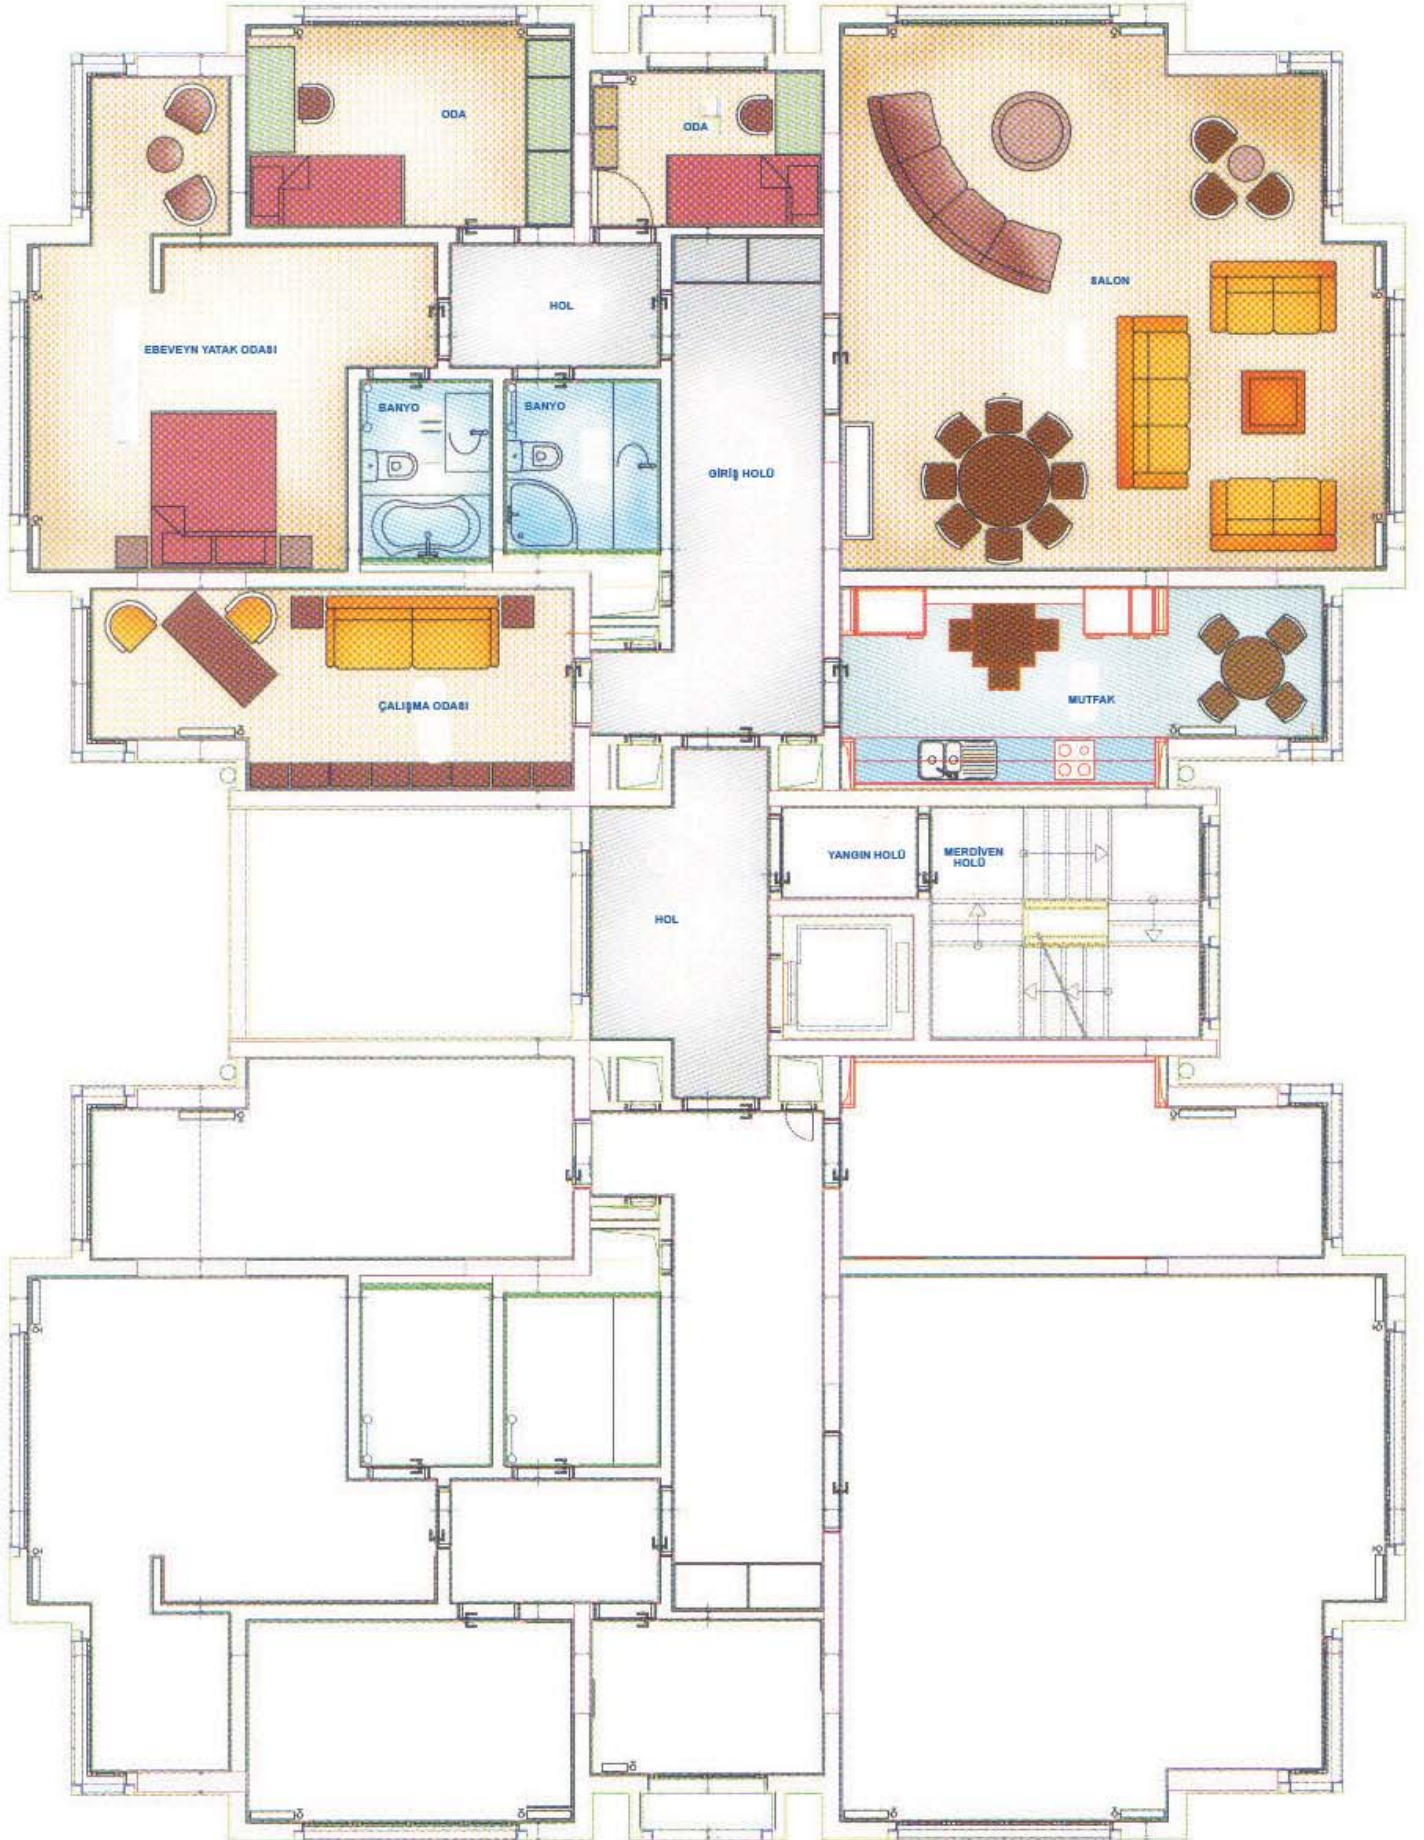 ODA
ODA
SALON
HOL
EBEVEYN YATAK ODASI
BANYO
BANYO
GİRİŞ HOLÜ
ÇALIŞMA ODASI
MUTFAK
YANGIN HOLÜ
MERDİVEN
HOLÜ
HOL